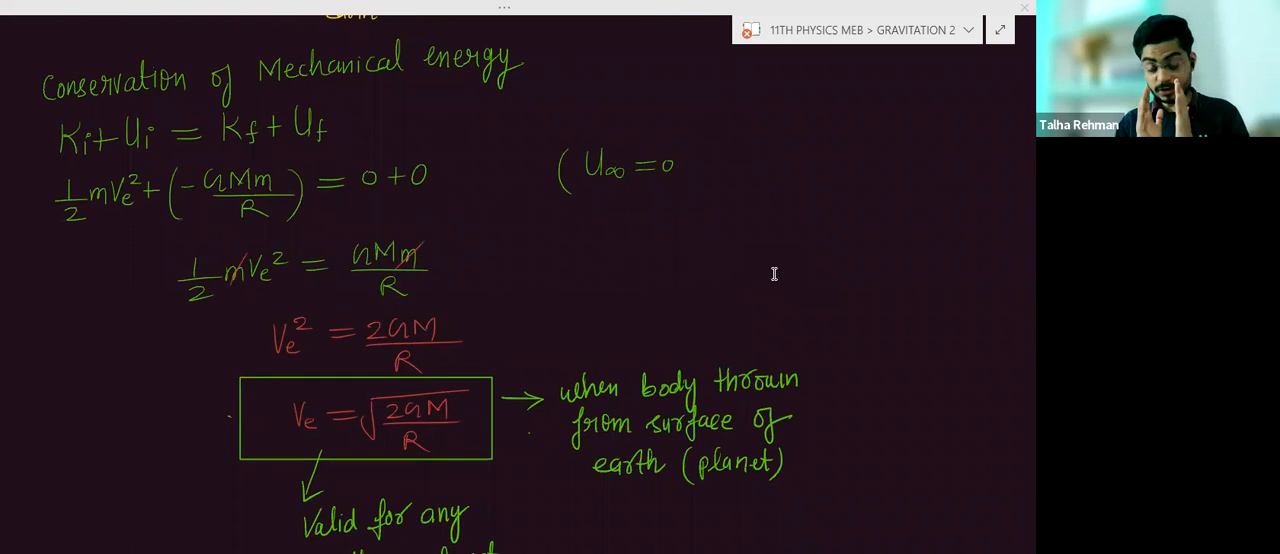 11TH PHYSICS MEB > GRAVITATION 2
Talha Rehman
Conservation of Mechanical energy
Ki+Ui = Kf + Uf
1/2 mVe² + (-GMm/R) = 0 + 0
(U∞ = 0
1/2 mVe² = GMm/R
Ve² = 2GM/R
Ve = √(2GM/R)
when body thrown
from surface of
earth (planet)
Valid for any